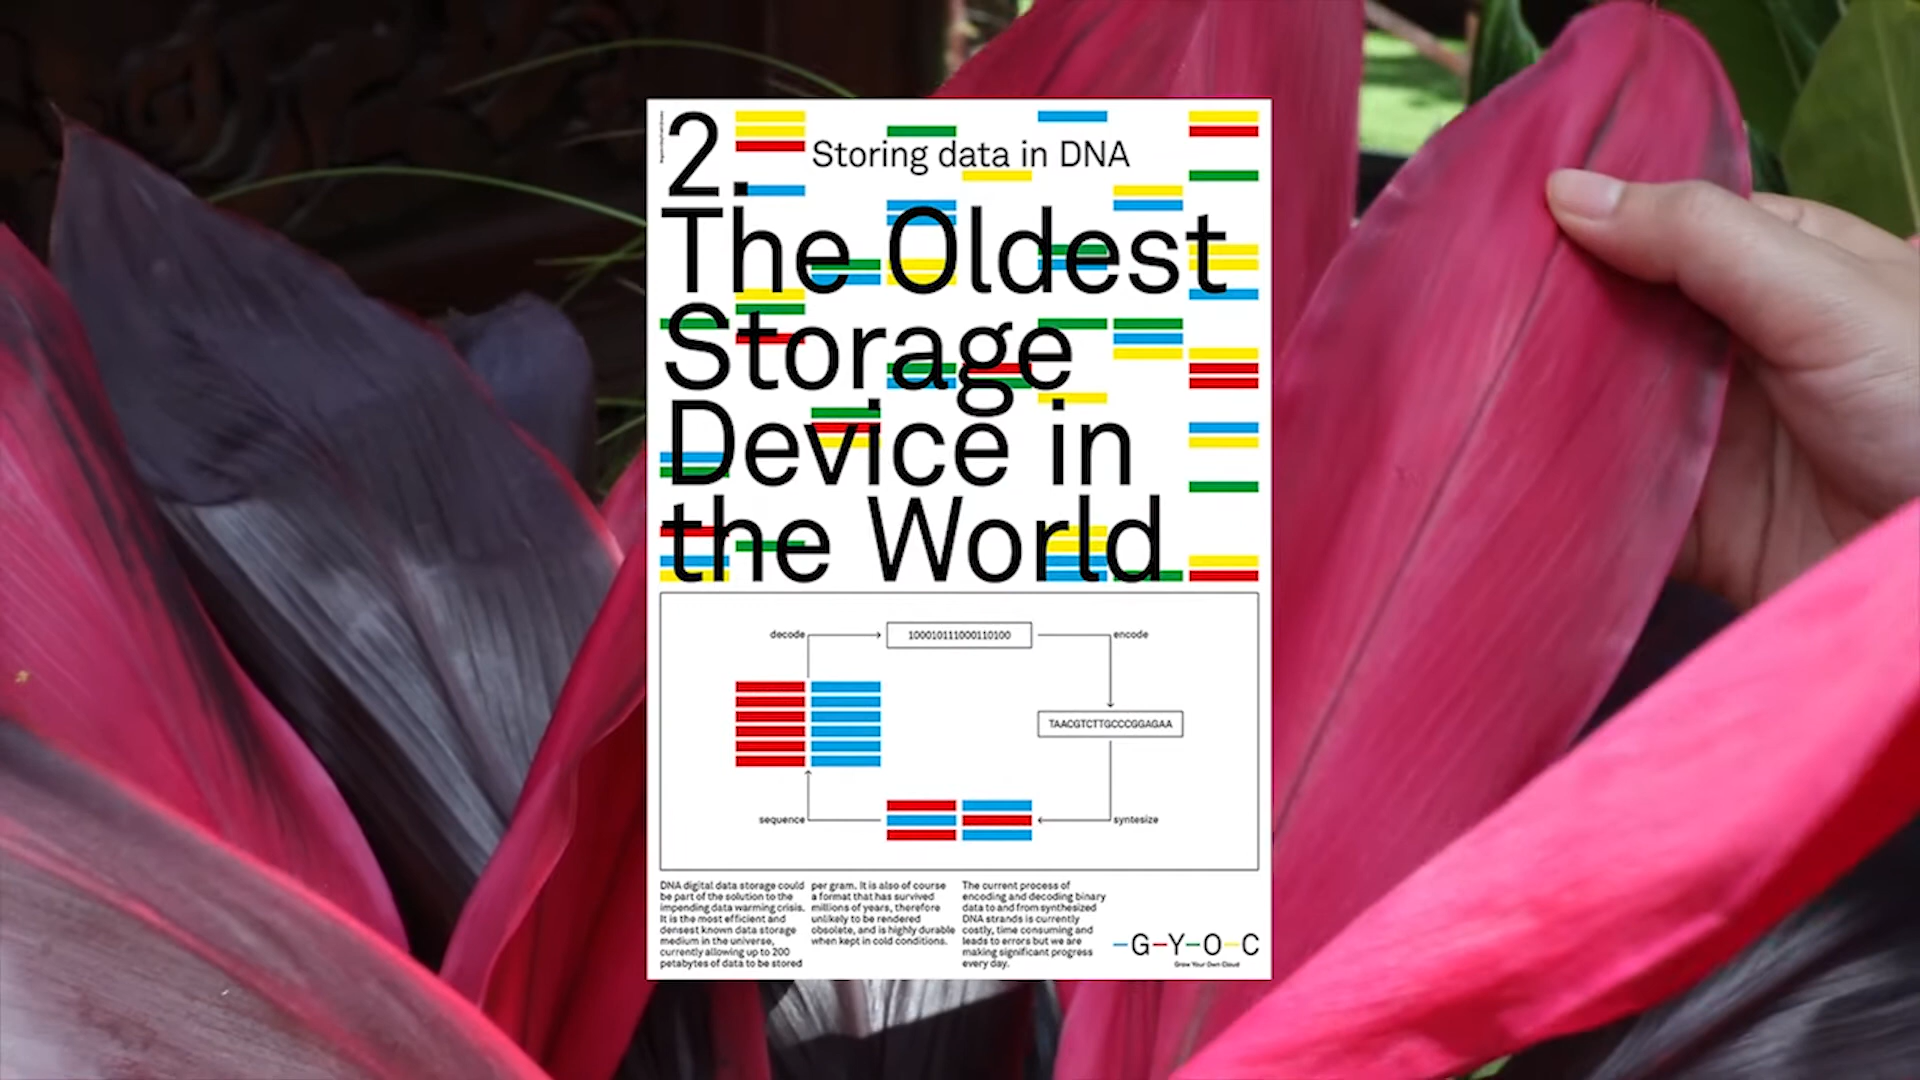 2.
Storing data in DNA
The Oldest
Storage
Device in
the World
decode
100010111000110100
encode
TAACGTCTTGCCCGGAGAA
sequence
syntesize
DNA digital data storage could
be part of the solution to the
impending data warming crisis.
It is the most efficient and
densest known data storage
medium in the universe,
currently allowing up to 200
petabytes of data to be stored
per gram. It is also of course
a format that has survived
millions of years, therefore
unlikely to be rendered
obsolete, and is highly durable
when kept in cold conditions.
The current process of
encoding and decoding binary
data to and from synthesized
DNA strands is currently
costly, time consuming and
leads to errors but we are
making significant progress
every day.
-G-Y-O-C
Grow Your Own Cloud